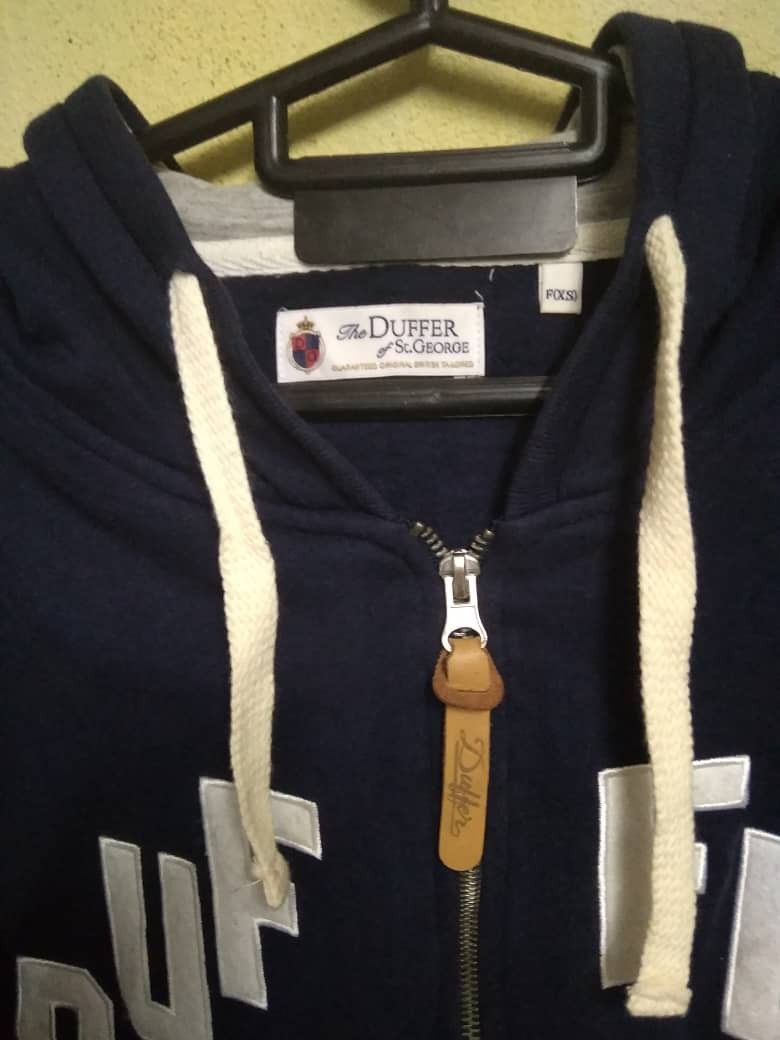 The DUFFER
of St. GEORGE
GUARANTEED ORIGINAL BRITISH TAILORED
F(XS)
Duffer
DUF F